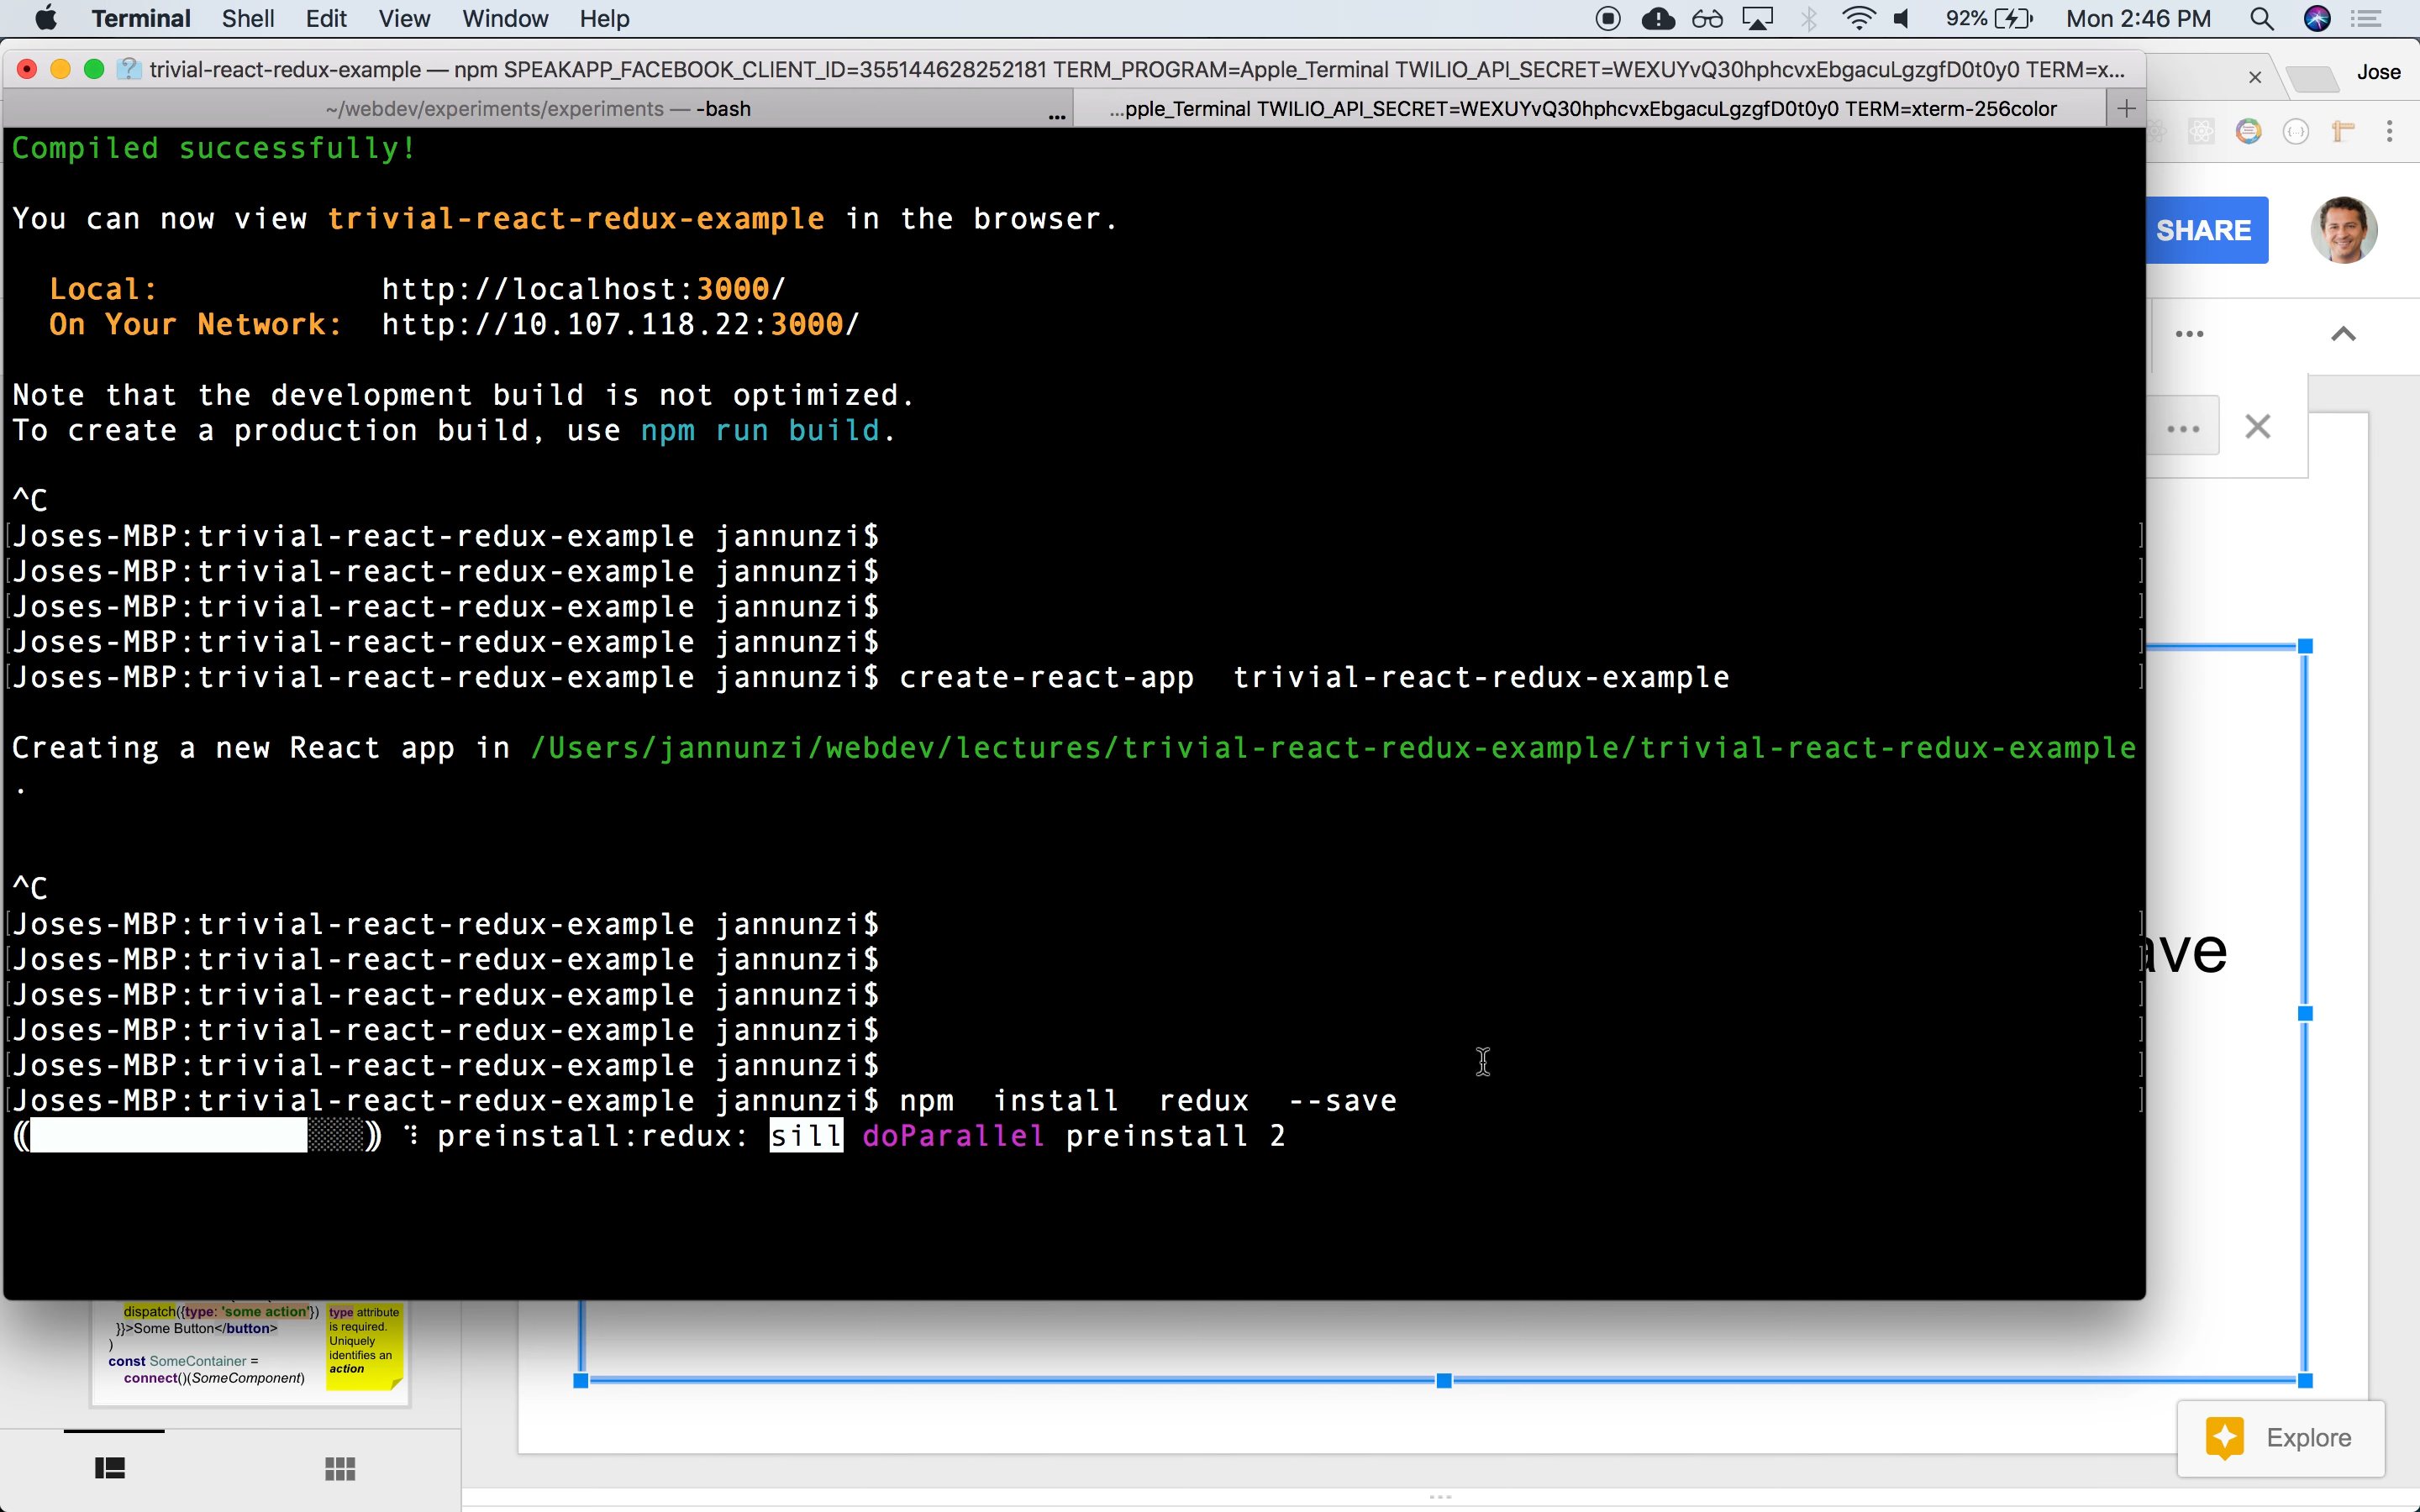 Terminal Shell Edit View Window Help 92% Mon 2:46 PM
trivial-react-redux-example — npm SPEAKAPP_FACEBOOK_CLIENT_ID=355144628252181 TERM_PROGRAM=Apple_Terminal TWILIO_API_SECRET=WEXUYvQ30hphcvxEbgacuLgzgfD0t0y0 TERM=x...
Jose
~/webdev/experiments/experiments — -bash ... ...pple_Terminal TWILIO_API_SECRET=WEXUYvQ30hphcvxEbgacuLgzgfD0t0y0 TERM=xterm-256color +
Compiled successfully!
You can now view trivial-react-redux-example in the browser.
SHARE
Local: http://localhost:3000/
On Your Network: http://10.107.118.22:3000/
Note that the development build is not optimized.
To create a production build, use npm run build.
^C
[Joses-MBP:trivial-react-redux-example jannunzi$ ]
[Joses-MBP:trivial-react-redux-example jannunzi$ ]
[Joses-MBP:trivial-react-redux-example jannunzi$ ]
[Joses-MBP:trivial-react-redux-example jannunzi$ ]
[Joses-MBP:trivial-react-redux-example jannunzi$ create-react-app  trivial-react-redux-example ]
Creating a new React app in /Users/jannunzi/webdev/lectures/trivial-react-redux-example/trivial-react-redux-example
.
^C
[Joses-MBP:trivial-react-redux-example jannunzi$ ]
[Joses-MBP:trivial-react-redux-example jannunzi$ ]
ave
[Joses-MBP:trivial-react-redux-example jannunzi$ ]
[Joses-MBP:trivial-react-redux-example jannunzi$ ]
[Joses-MBP:trivial-react-redux-example jannunzi$ ]
[Joses-MBP:trivial-react-redux-example jannunzi$ npm  install  redux  --save ]
preinstall:redux: sill doParallel preinstall 2
dispatch({type: 'some action'})
}}>Some Button</button>
)
const SomeContainer =
connect()(SomeComponent)
type attribute
is required.
Uniquely
identifies an
action
Explore